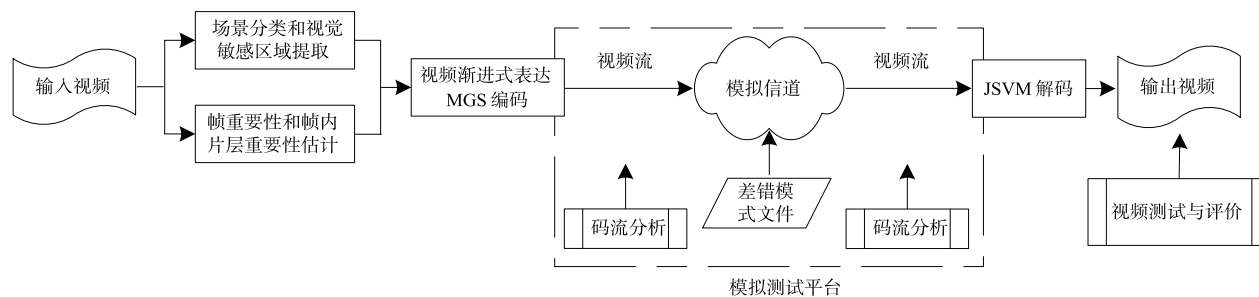 输入视频
场景分类和视觉
敏感区域提取
帧重要性和帧内
片层重要性估计
视频渐进式表达
MGS 编码
视频流
模拟信道
视频流
JSVM 解码
输出视频
码流分析
差错模
式文件
码流分析
视频测试与评价
模拟测试平台